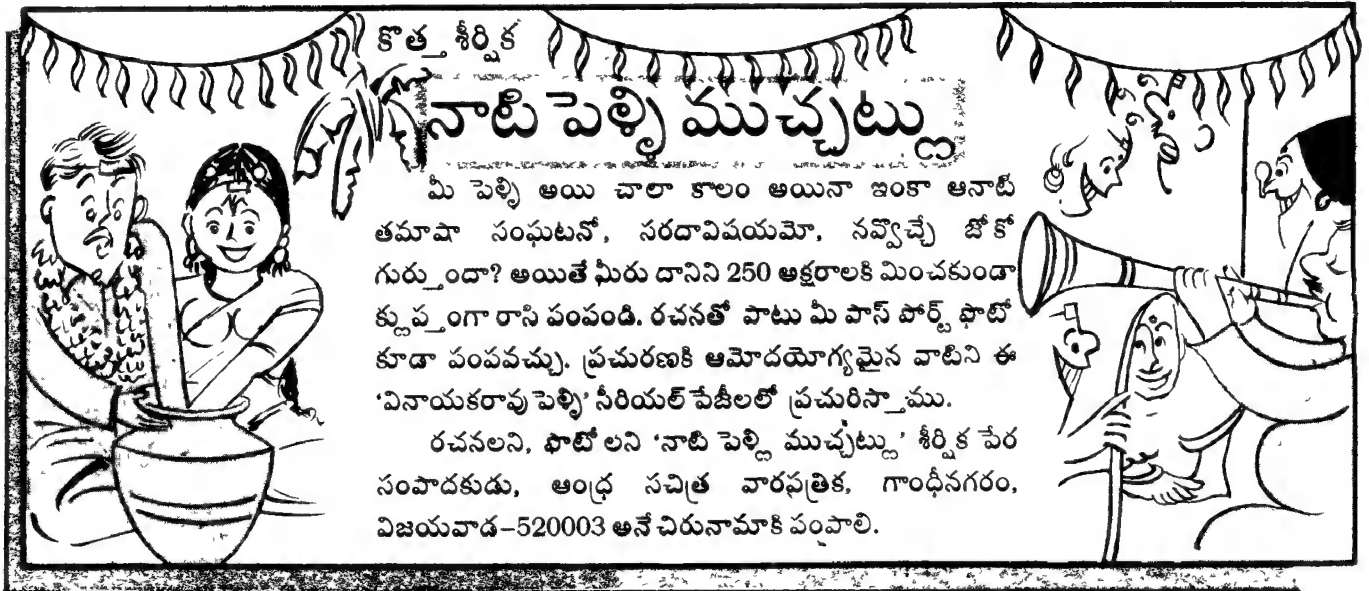 కొత్త శీర్షిక
నాటి పెళ్ళి ముచ్చట్లు
మీ పెళ్ళి అయి చాలా కాలం అయినా ఇంకా ఆనాటి
తమాషా సంఘటనో, సరదావిషయమో, నవ్వొచ్చే జోకో
గుర్తుందా? అయితే మీరు దానిని 250 అక్షరాలకి మించకుండా
క్లుప్తంగా రాసి పంపండి. రచనతో పాటు మీ పాస్ పోర్ట్ ఫొటో
కూడా పంపవచ్చు. ప్రచురణకి ఆమోదయోగ్యమైన వాటిని ఈ
‘వినాయకరావు పెళ్ళి’ సీరియల్ పేజీలలో ప్రచురిస్తాము.
రచనలని, ఫొటోలని ‘నాటి పెళ్ళి ముచ్చట్లు’ శీర్షిక పేర
సంపాదకుడు, ఆంధ్ర సచిత్ర వారపత్రిక, గాంధీనగరం,
విజయవాడ–520003 అనే చిరునామాకి పంపాలి.